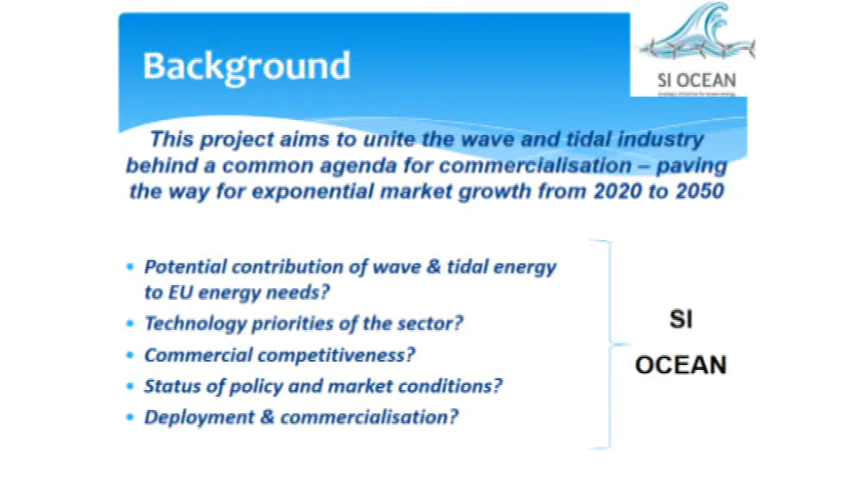 Background
SI OCEAN
This project aims to unite the wave and tidal industry
behind a common agenda for commercialisation – paving
the way for exponential market growth from 2020 to 2050
• Potential contribution of wave & tidal energy
to EU energy needs?
• Technology priorities of the sector?
• Commercial competitiveness?
• Status of policy and market conditions?
• Deployment & commercialisation?
SI
OCEAN